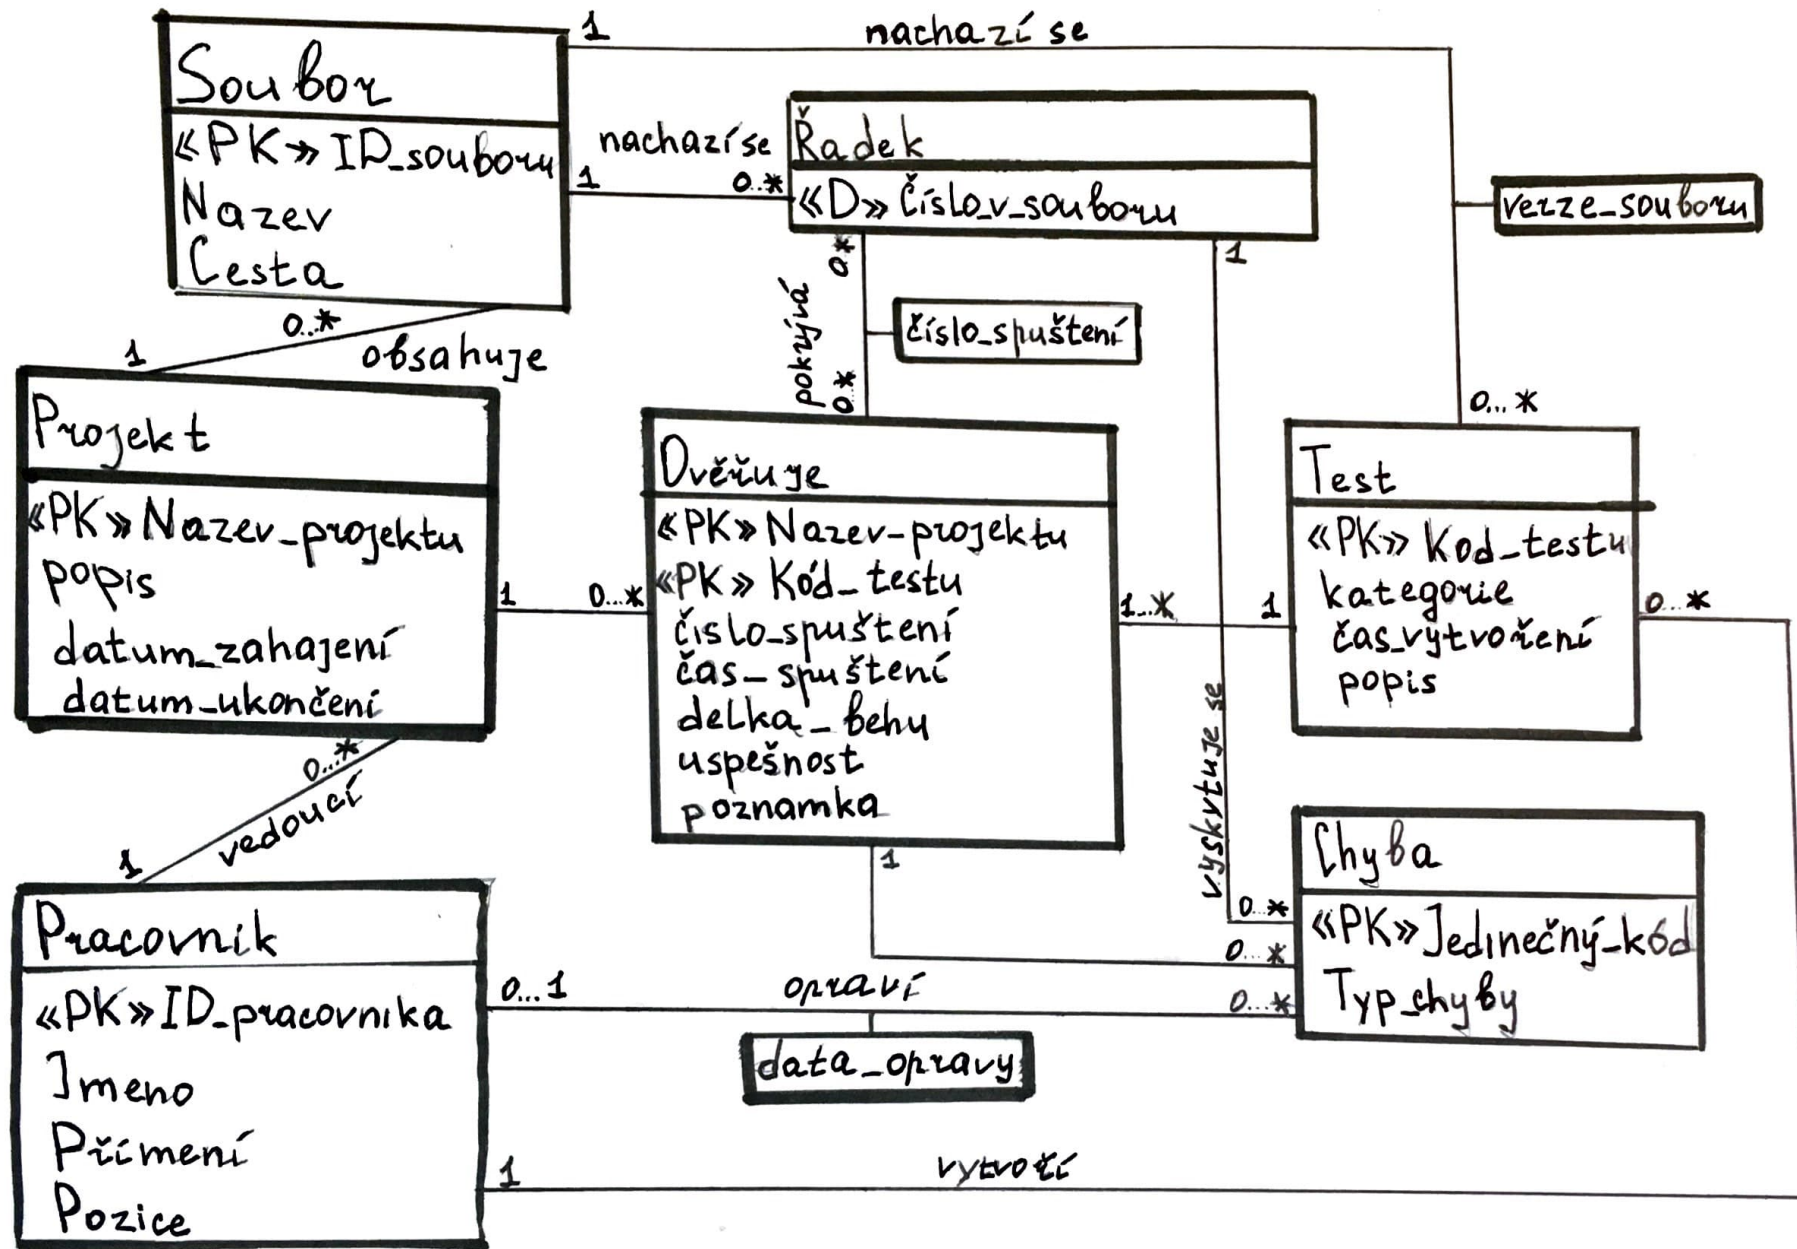 1
nachazí se
Soubor
«PK» ID_souboru
Nazev
Cesta
nachazí se
1
0..*
Řadek
«D» Číslo_v_souboru
verze_souboru
0..*
1
pokrývá
číslo_spuštení
0..*
0...*
0..*
1
obsahuje
Projekt
«PK» Nazev_projektu
popis
datum_zahajení
datum_ukončení
1
0...*
Ověřuje
«PK» Nazev-projektu
«PK» Kód_testu
číslo_spuštení
čas_spuštení
delka_behu
uspešnost
poznamka
1...*
1
Test
«PK» Kod_testu
kategorie
čas_vytvoření
popis
0...*
0...*
vedoucí
1
vyskytuje se
1
0..*
0...*
Chyba
«PK» Jedinečný_kód
Typ_chyby
Pracovnik
«PK» ID_pracovnika
Jmeno
Přímení
Pozice
0...1
opraví
0...*
data_opravy
1
vytvoří